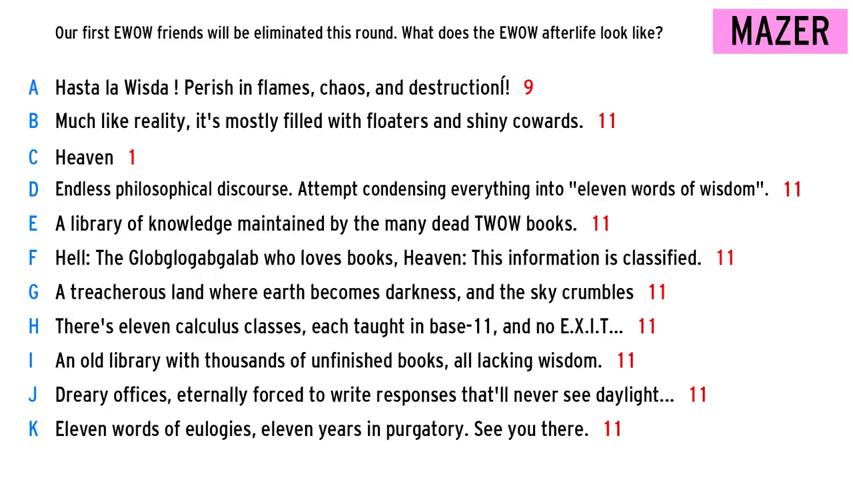 Our first EWOW friends will be eliminated this round. What does the EWOW afterlife look like?
MAZER
A Hasta la Wisda ! Perish in flames, chaos, and destructionÍ! 9
B Much like reality, it's mostly filled with floaters and shiny cowards. 11
C Heaven 1
D Endless philosophical discourse. Attempt condensing everything into "eleven words of wisdom". 11
E A library of knowledge maintained by the many dead TWOW books. 11
F Hell: The Globglogabgalab who loves books, Heaven: This information is classified. 11
G A treacherous land where earth becomes darkness, and the sky crumbles 11
H There's eleven calculus classes, each taught in base-11, and no E.X.I.T... 11
I An old library with thousands of unfinished books, all lacking wisdom. 11
J Dreary offices, eternally forced to write responses that'll never see daylight... 11
K Eleven words of eulogies, eleven years in purgatory. See you there. 11